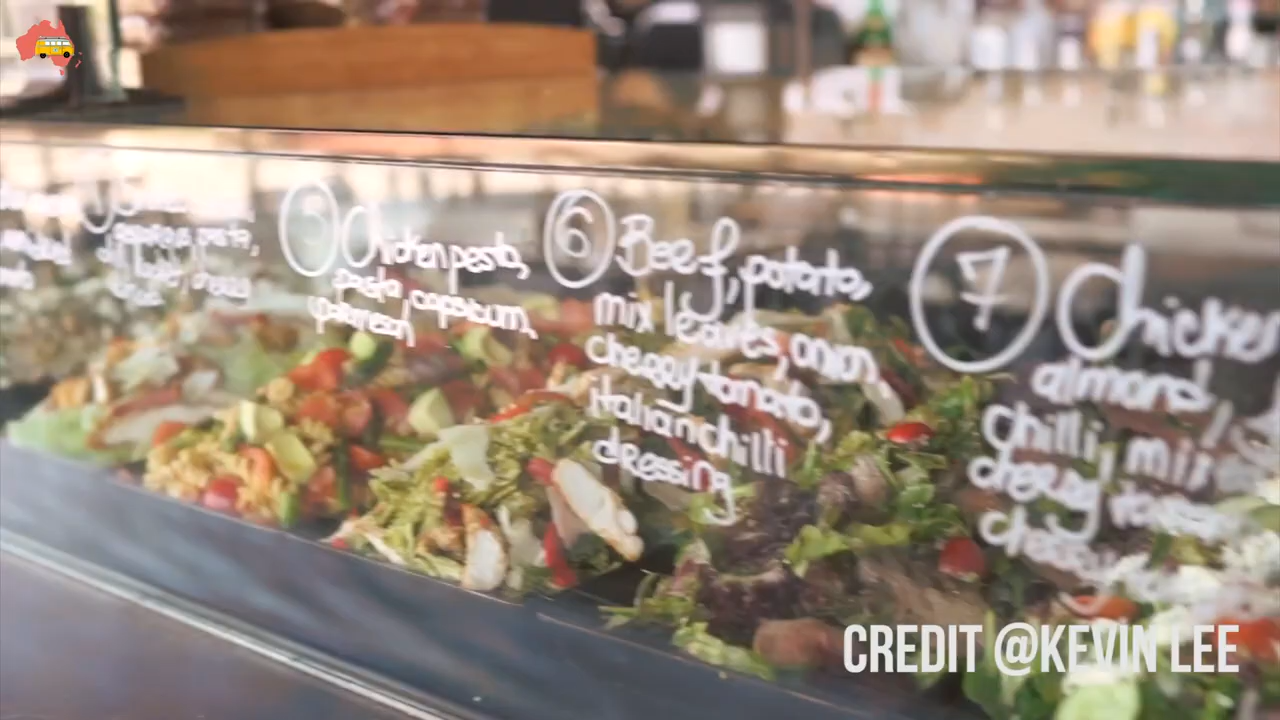 5 Chicken pesto,
pasta, capsicum,
parmesan
6 Beef, potato,
mix leaves, onion,
cherry tomato,
italian chilli
dressing
7 Chicken
almond,
chilli, mix
cherry
CREDIT @KEVIN LEE